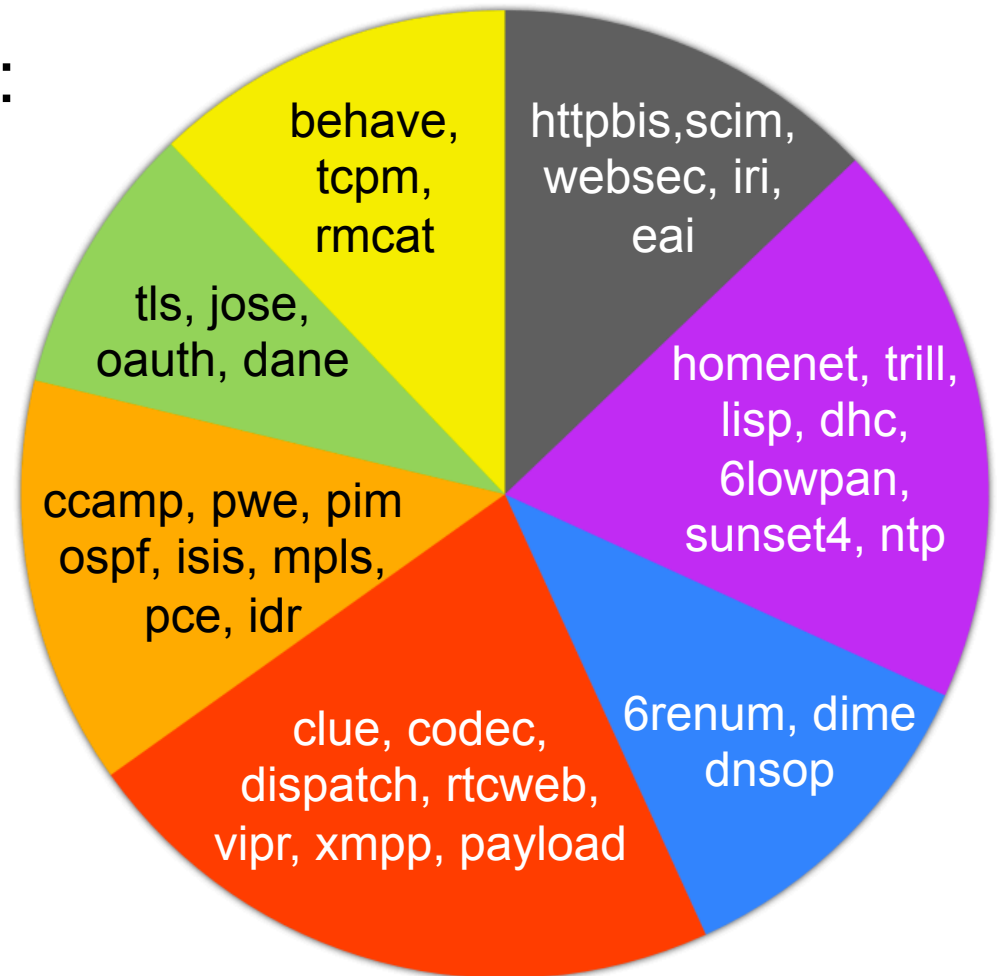 :
behave,
tcpm,
rmcat
httpbis,scim,
websec, iri,
eai
tls, jose,
oauth, dane
homenet, trill,
lisp, dhc,
6lowpan,
sunset4, ntp
ccamp, pwe, pim
ospf, isis, mpls,
pce, idr
clue, codec,
dispatch, rtcweb,
vipr, xmpp, payload
6renum, dime
dnsop